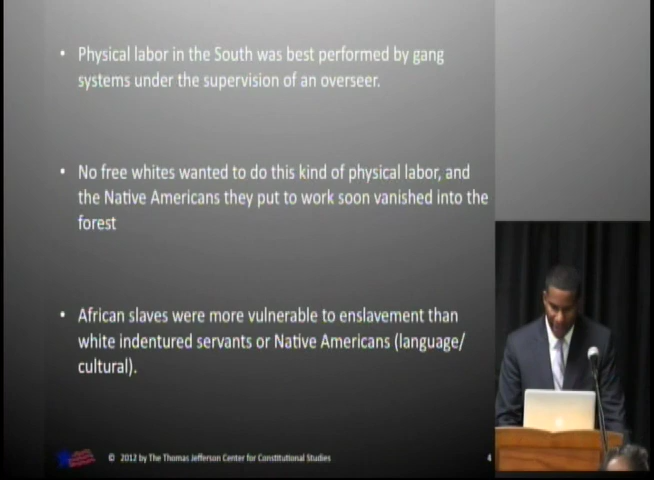 • Physical labor in the South was best performed by gang
systems under the supervision of an overseer.
• No free whites wanted to do this kind of physical labor, and
the Native Americans they put to work soon vanished into the
forest
• African slaves were more vulnerable to enslavement than
white indentured servants or Native Americans (language/
cultural).
© 2012 by The Thomas Jefferson Center for Constitutional Studies
4